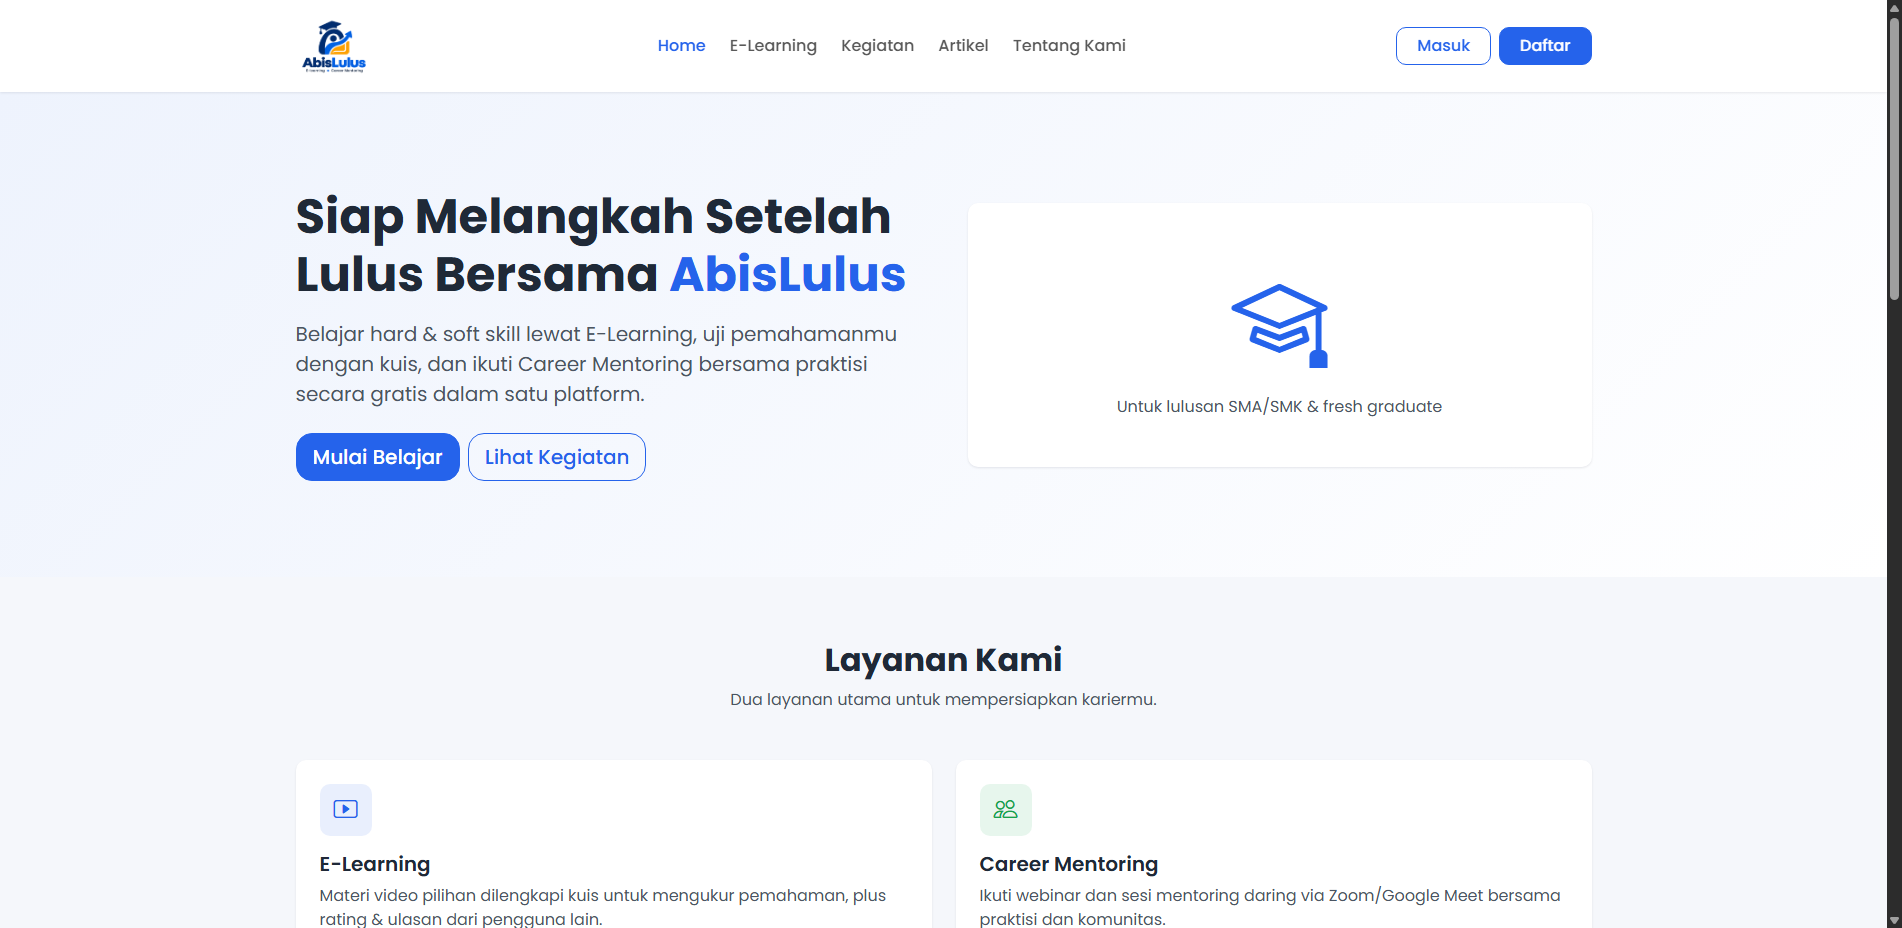 AbisLulus
Home
E-Learning
Kegiatan
Artikel
Tentang Kami
Masuk
Daftar
Siap Melangkah Setelah
Lulus Bersama AbisLulus
Belajar hard & soft skill lewat E-Learning, uji pemahamanmu
dengan kuis, dan ikuti Career Mentoring bersama praktisi
secara gratis dalam satu platform.
Mulai Belajar
Lihat Kegiatan
Untuk lulusan SMA/SMK & fresh graduate
Layanan Kami
Dua layanan utama untuk mempersiapkan kariermu.
E-Learning
Materi video pilihan dilengkapi kuis untuk mengukur pemahaman, plus
rating & ulasan dari pengguna lain.
Career Mentoring
Ikuti webinar dan sesi mentoring daring via Zoom/Google Meet bersama
praktisi dan komunitas.